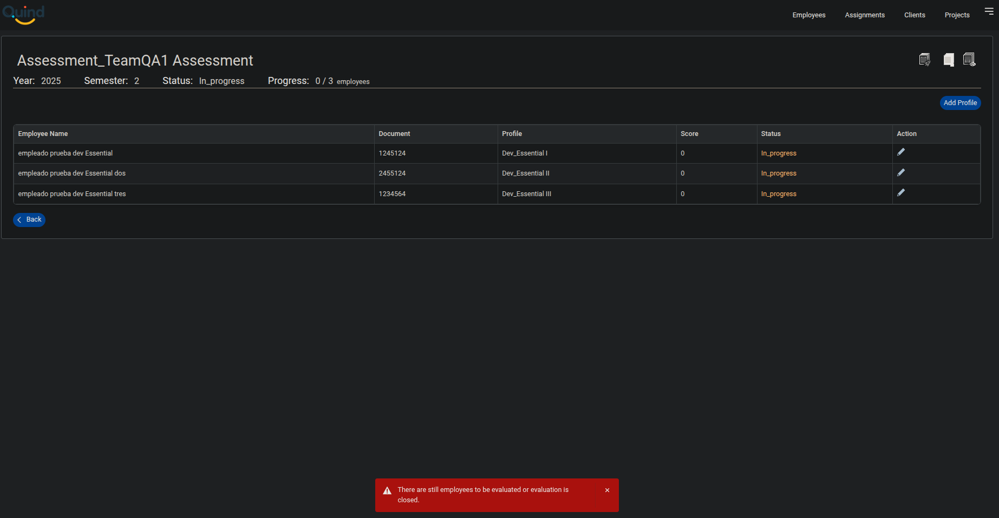 Quind
Employees Assignments Clients Projects
Assessment_TeamQA1 Assessment
Year: 2025 Semester: 2 Status: In_progress Progress: 0 / 3 employees
Add Profile
Employee Name Document Profile Score Status Action
empleado prueba dev Essential 1245124 Dev_Essential I 0 In_progress
empleado prueba dev Essential dos 2455124 Dev_Essential II 0 In_progress
empleado prueba dev Essential tres 1234564 Dev_Essential III 0 In_progress
Back
There are still employees to be evaluated or evaluation is
closed.